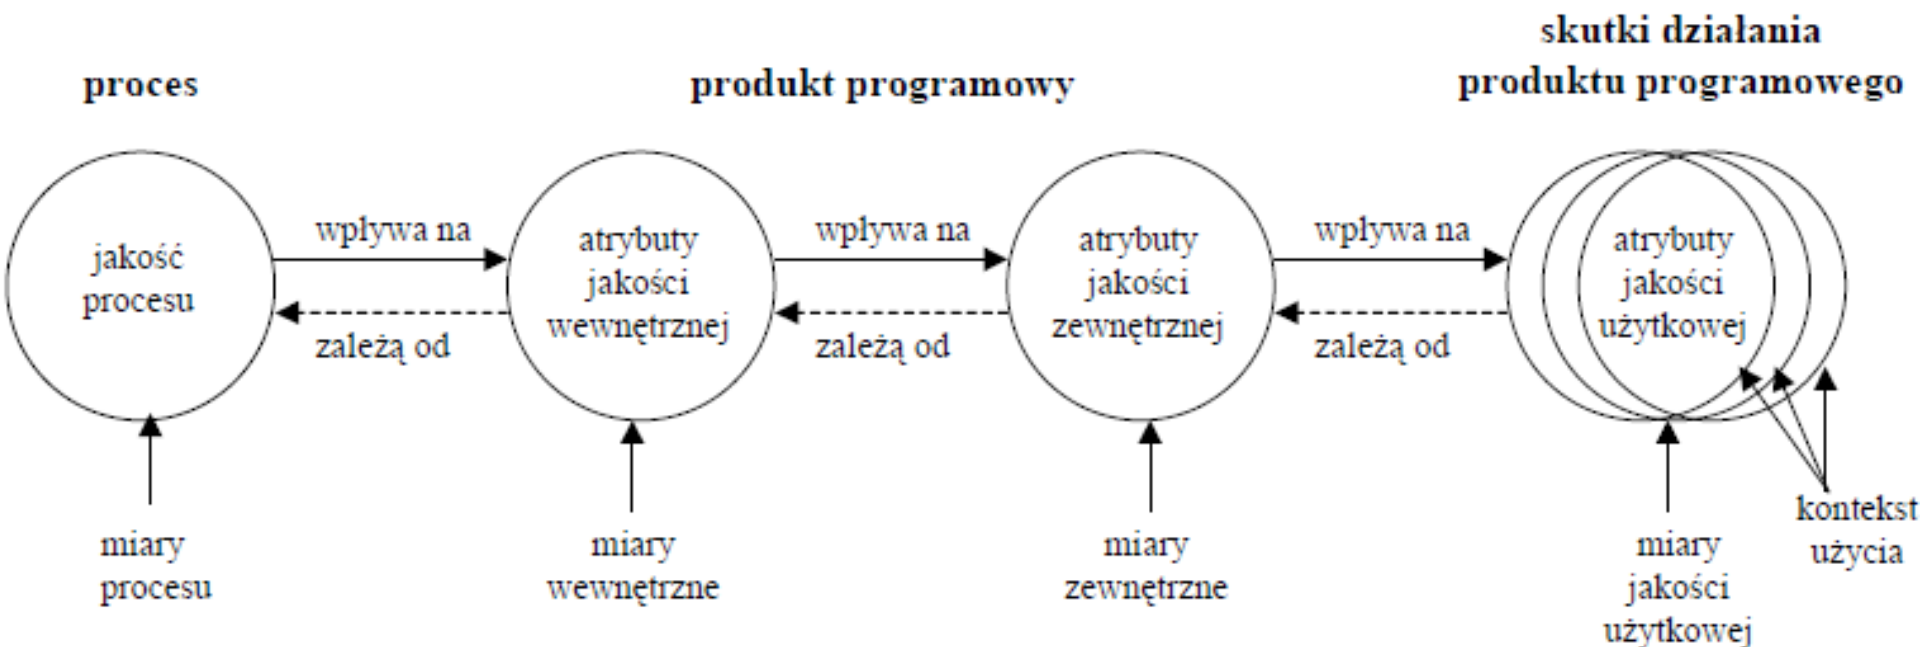 skutki działania
proces
produkt programowy
produktu programowego
jakość
procesu
wpływa na
zależą od
atrybuty
jakości
wewnętrznej
wpływa na
zależą od
atrybuty
jakości
zewnętrznej
wpływa na
zależą od
atrybuty
jakości
użytkowej
miary
procesu
miary
wewnętrzne
miary
zewnętrzne
miary
jakości
użytkowej
kontekst
użycia